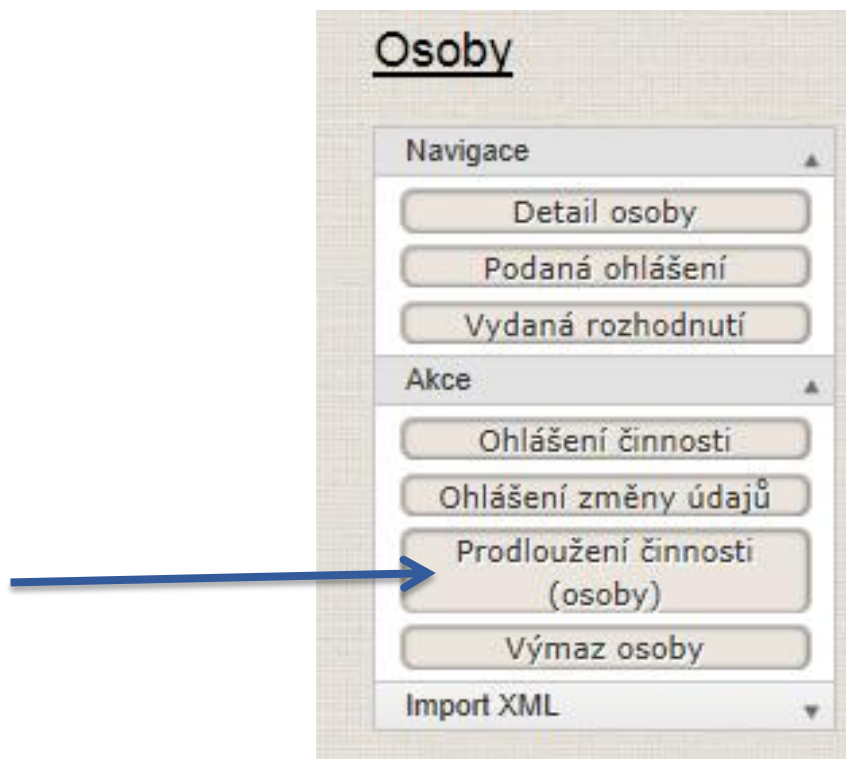 Osoby
Navigace
Detail osoby
Podaná ohlášení
Vydaná rozhodnutí
Akce
Ohlášení činnosti
Ohlášení změny údajů
Prodloužení činnosti
(osoby)
Výmaz osoby
Import XML